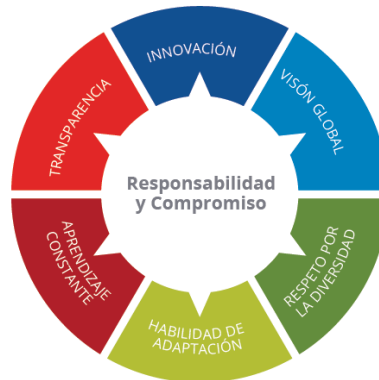 INNOVACIÓN
VISÓN GLOBAL
RESPETO POR
LA DIVERSIDAD
HABILIDAD DE
ADAPTACIÓN
APRENDIZAJE
CONSTANTE
TRANSPARENCIA
Responsabilidad
y Compromiso